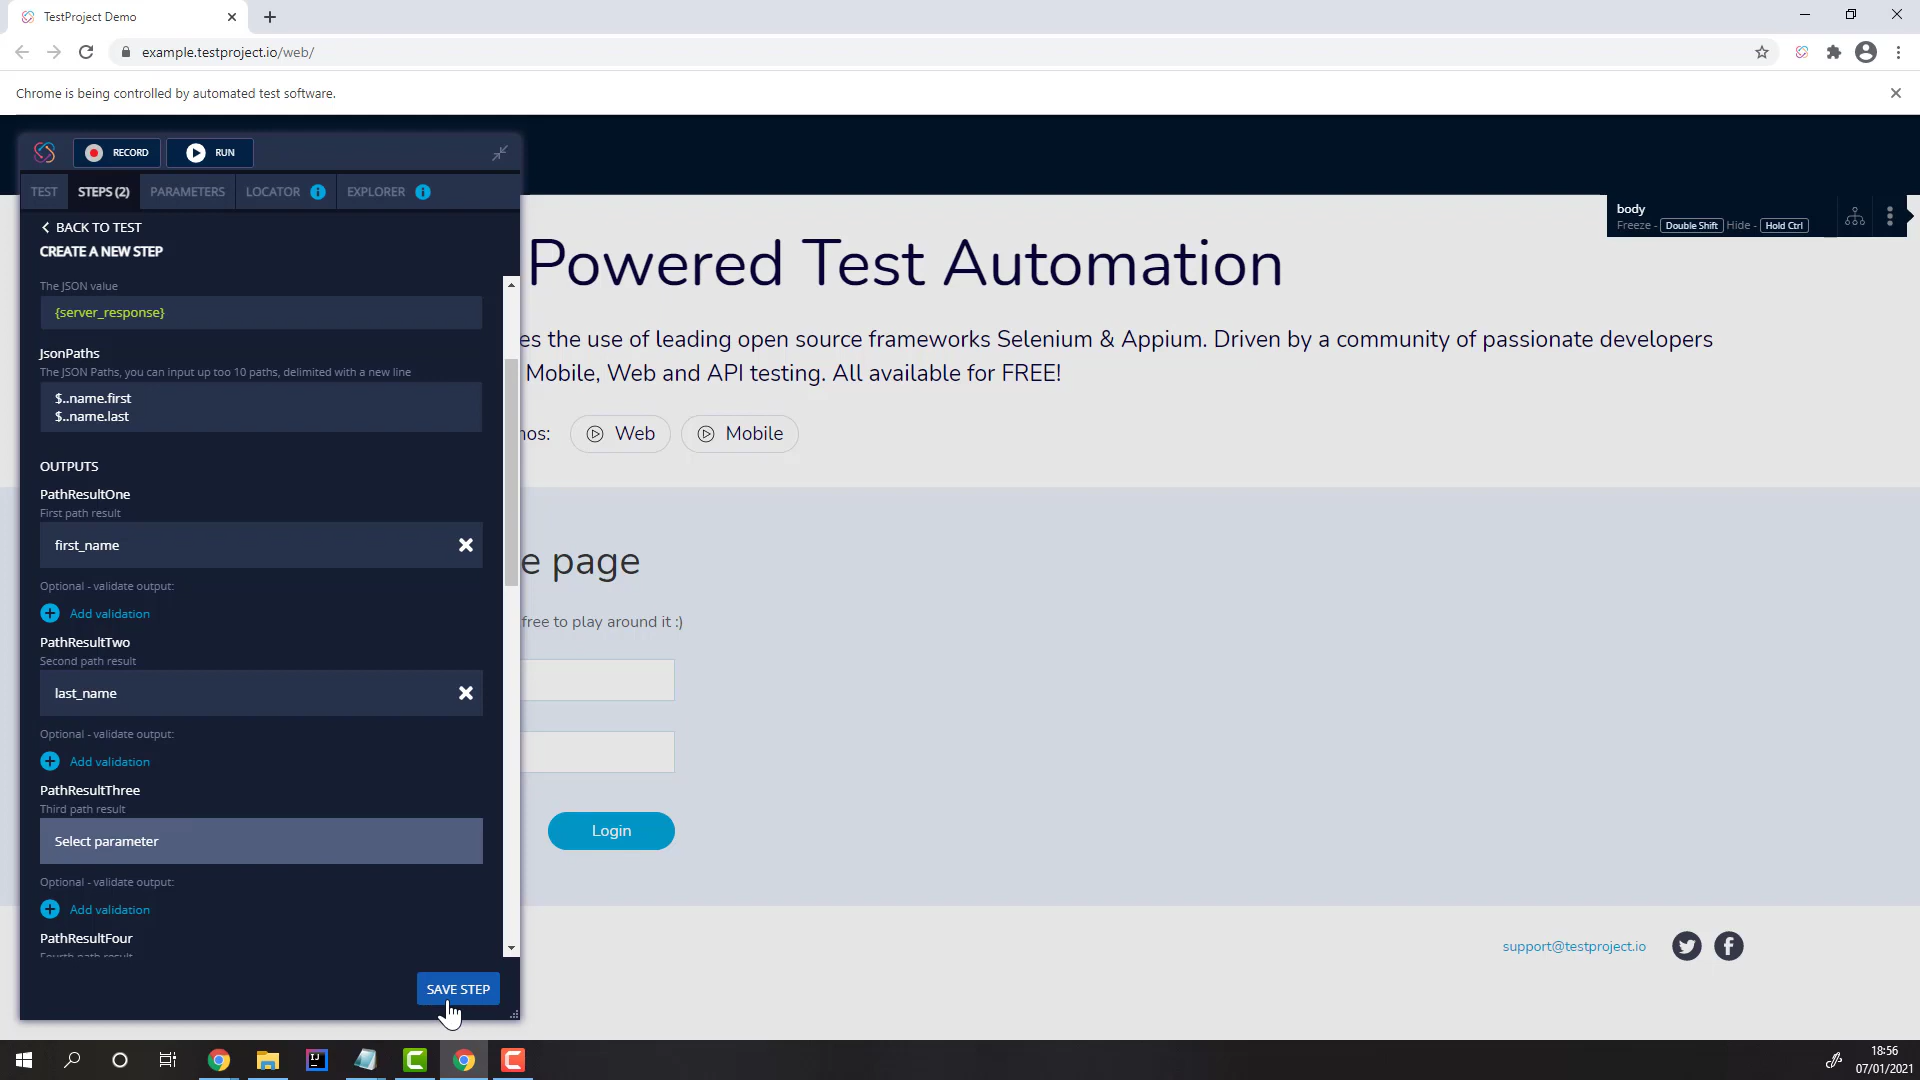 TestProject Demo
example.testproject.io/web/
Chrome is being controlled by automated test software.
RECORD
RUN
TEST
STEPS (2)
PARAMETERS
LOCATOR
EXPLORER
BACK TO TEST
CREATE A NEW STEP
The JSON value
{server_response}
JsonPaths
The JSON Paths, you can input up too 10 paths, delimited with a new line
$..name.first
$..name.last
OUTPUTS
PathResultOne
First path result
first_name
Optional - validate output:
Add validation
PathResultTwo
Second path result
last_name
Optional - validate output:
Add validation
PathResultThree
Third path result
Select parameter
Optional - validate output:
Add validation
PathResultFour
Fourth path result
SAVE STEP
body
Freeze - Double Shift Hide - Hold Ctrl
Powered Test Automation
es the use of leading open source frameworks Selenium & Appium. Driven by a community of passionate developers
Mobile, Web and API testing. All available for FREE!
nos:
Web
Mobile
e page
free to play around it :)
Login
support@testproject.io
18:56
07/01/2021